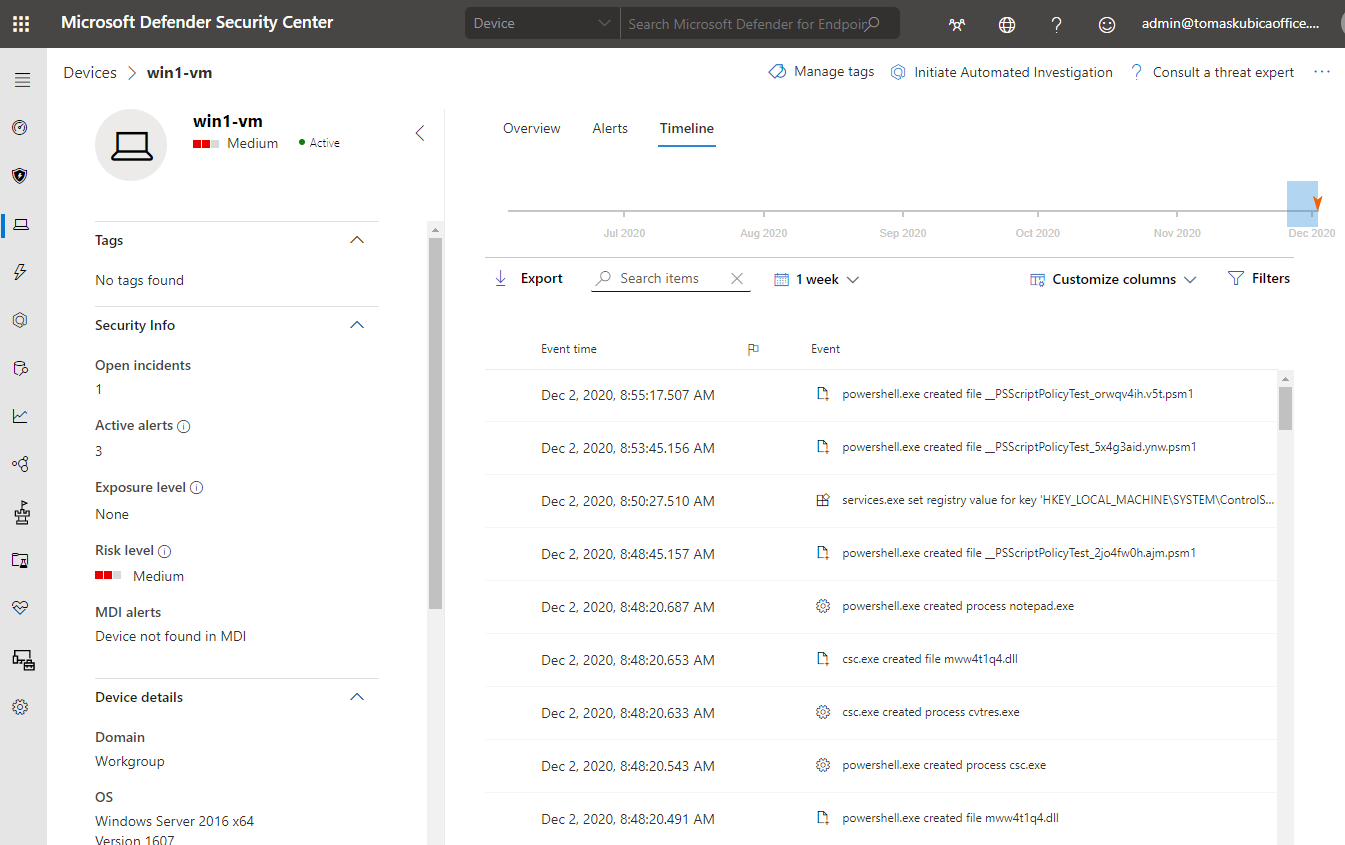 Microsoft Defender Security Center
Device
Search Microsoft Defender for Endpoin
admin@tomaskubicaoffice....
Devices
win1-vm
Manage tags
Initiate Automated Investigation
Consult a threat expert
win1-vm
Medium
Active
Overview
Alerts
Timeline
Jul 2020
Aug 2020
Sep 2020
Oct 2020
Nov 2020
Dec 2020
Tags
No tags found
Export
Search items
1 week
Customize columns
Filters
Security Info
Open incidents
1
Active alerts
3
Exposure level
None
Risk level
Medium
MDI alerts
Device not found in MDI
Device details
Domain
Workgroup
OS
Windows Server 2016 x64
Version 1607
Event time
Event
Dec 2, 2020, 8:55:17.507 AM powershell.exe created file __PSScriptPolicyTest_orwqv4ih.v5t.psm1
Dec 2, 2020, 8:53:45.156 AM powershell.exe created file __PSScriptPolicyTest_5x4g3aid.ynw.psm1
Dec 2, 2020, 8:50:27.510 AM services.exe set registry value for key 'HKEY_LOCAL_MACHINE\SYSTEM\ControlS...
Dec 2, 2020, 8:48:45.157 AM powershell.exe created file __PSScriptPolicyTest_2jo4fw0h.ajm.psm1
Dec 2, 2020, 8:48:20.687 AM powershell.exe created process notepad.exe
Dec 2, 2020, 8:48:20.653 AM csc.exe created file mww4t1q4.dll
Dec 2, 2020, 8:48:20.633 AM csc.exe created process cvtres.exe
Dec 2, 2020, 8:48:20.543 AM powershell.exe created process csc.exe
Dec 2, 2020, 8:48:20.491 AM powershell.exe created file mww4t1q4.dll